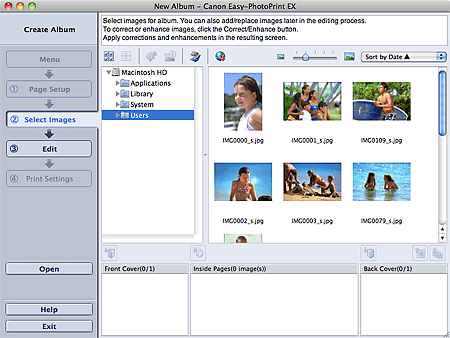 New Album - Canon Easy-PhotoPrint EX
Create Album
Menu
① Page Setup
② Select Images
③ Edit
④ Print Settings
Open
Help
Exit
Select images for album. You can also add/replace images later in the editing process.
To correct or enhance images, click the Correct/Enhance button.
Apply corrections and enhancements in the resulting screen.
Sort by Date
Macintosh HD
Applications
Library
System
Users
IMG0000_s.jpg
IMG0001_s.jpg
IMG0109_s.jpg
IMG0002_s.jpg
IMG0003_s.jpg
IMG0079_s.jpg
Front Cover(0/1)
Inside Pages(0 image(s))
Back Cover(0/1)